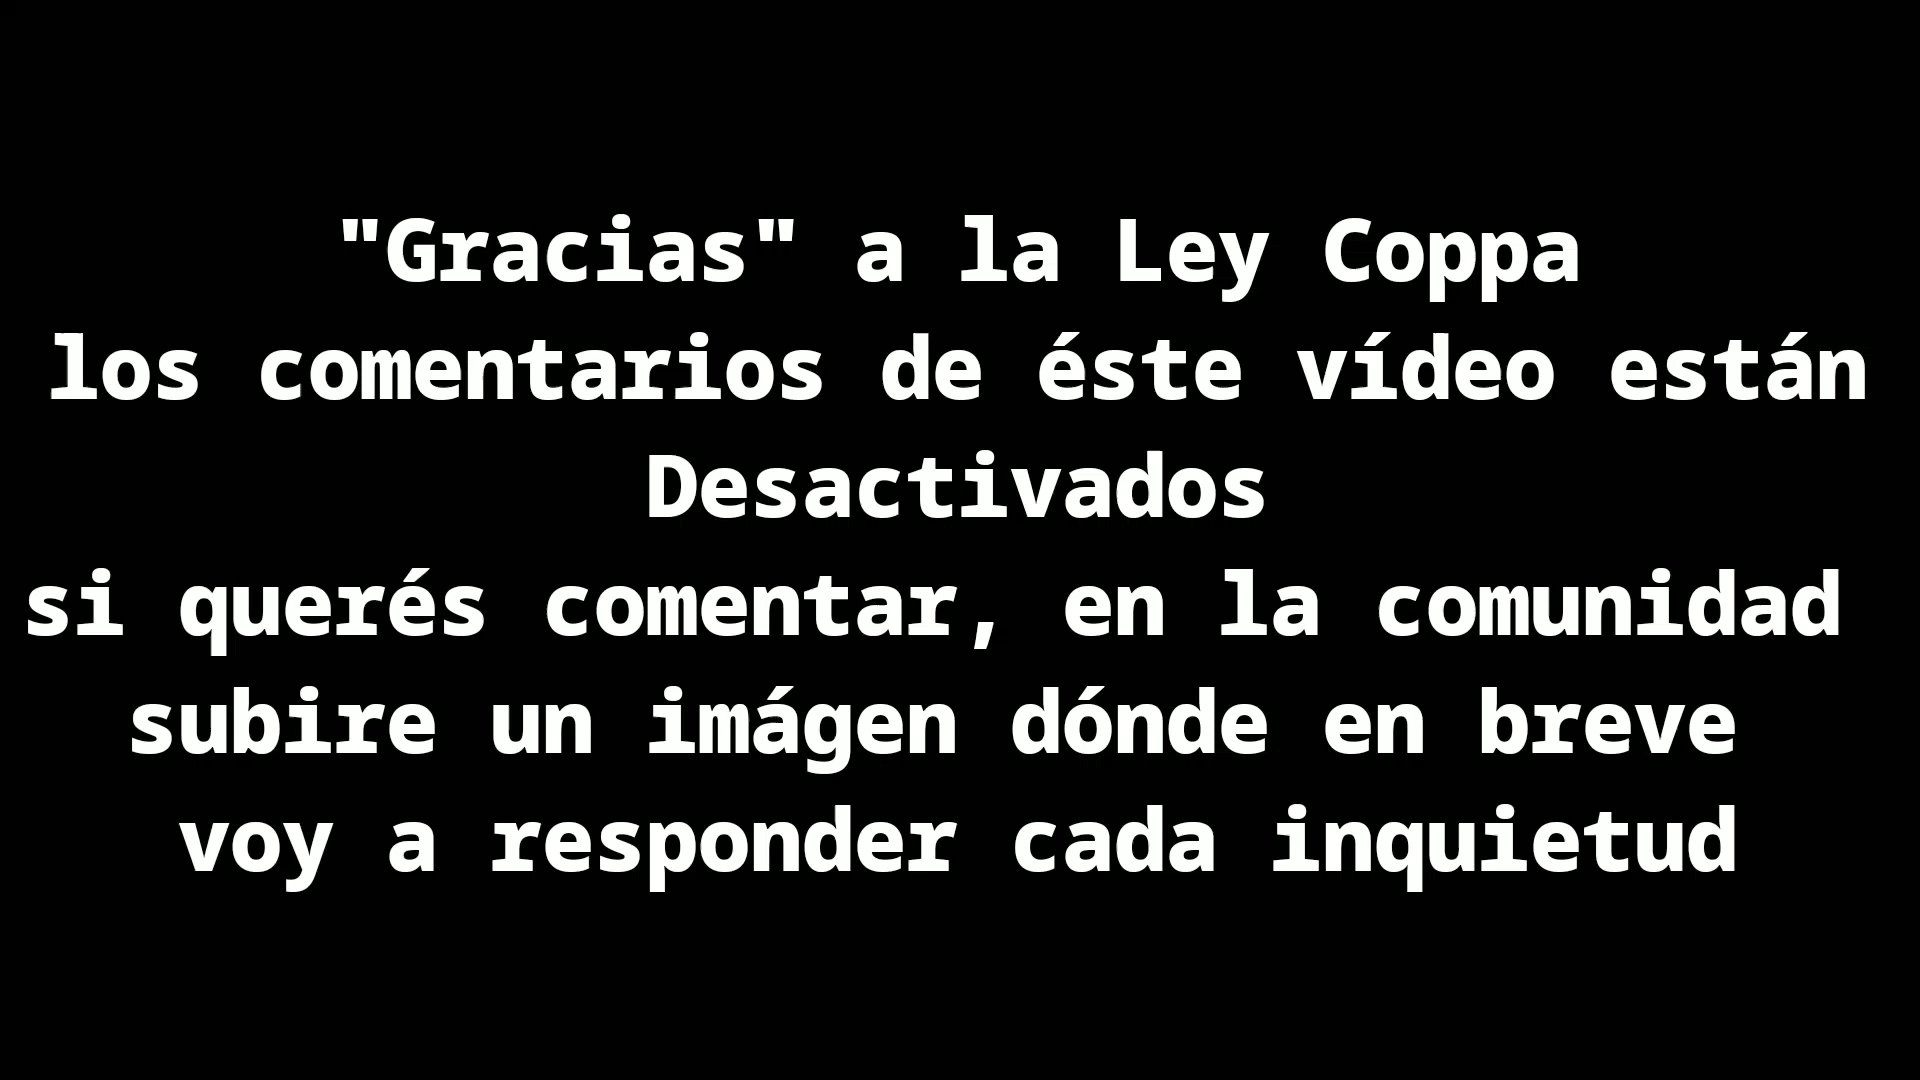 "Gracias" a la Ley Coppa
los comentarios de éste vídeo están
Desactivados
si querés comentar, en la comunidad
subire un imágen dónde en breve
voy a responder cada inquietud